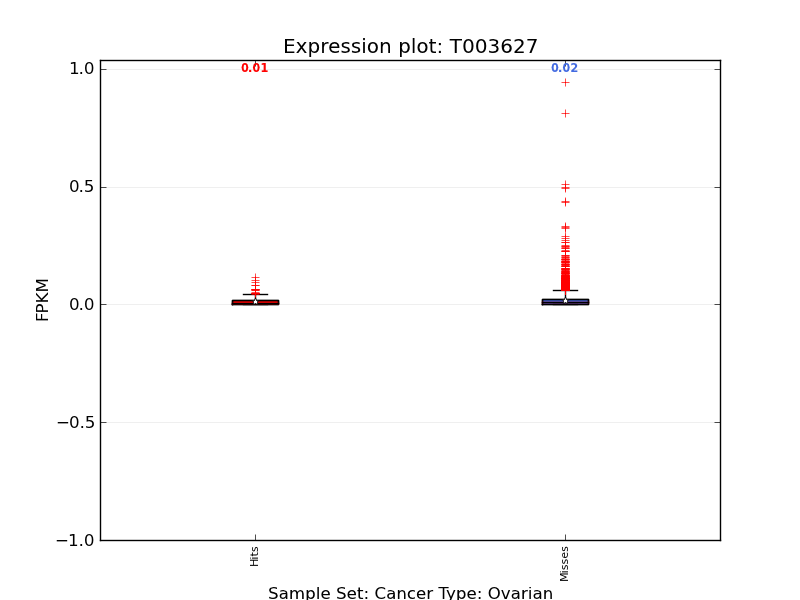 Expression plot: T003627
1.0
0.01
0.02
0.5
0.0
−0.5
−1.0
FPKM
Hits
Misses
Sample Set: Cancer Type: Ovarian